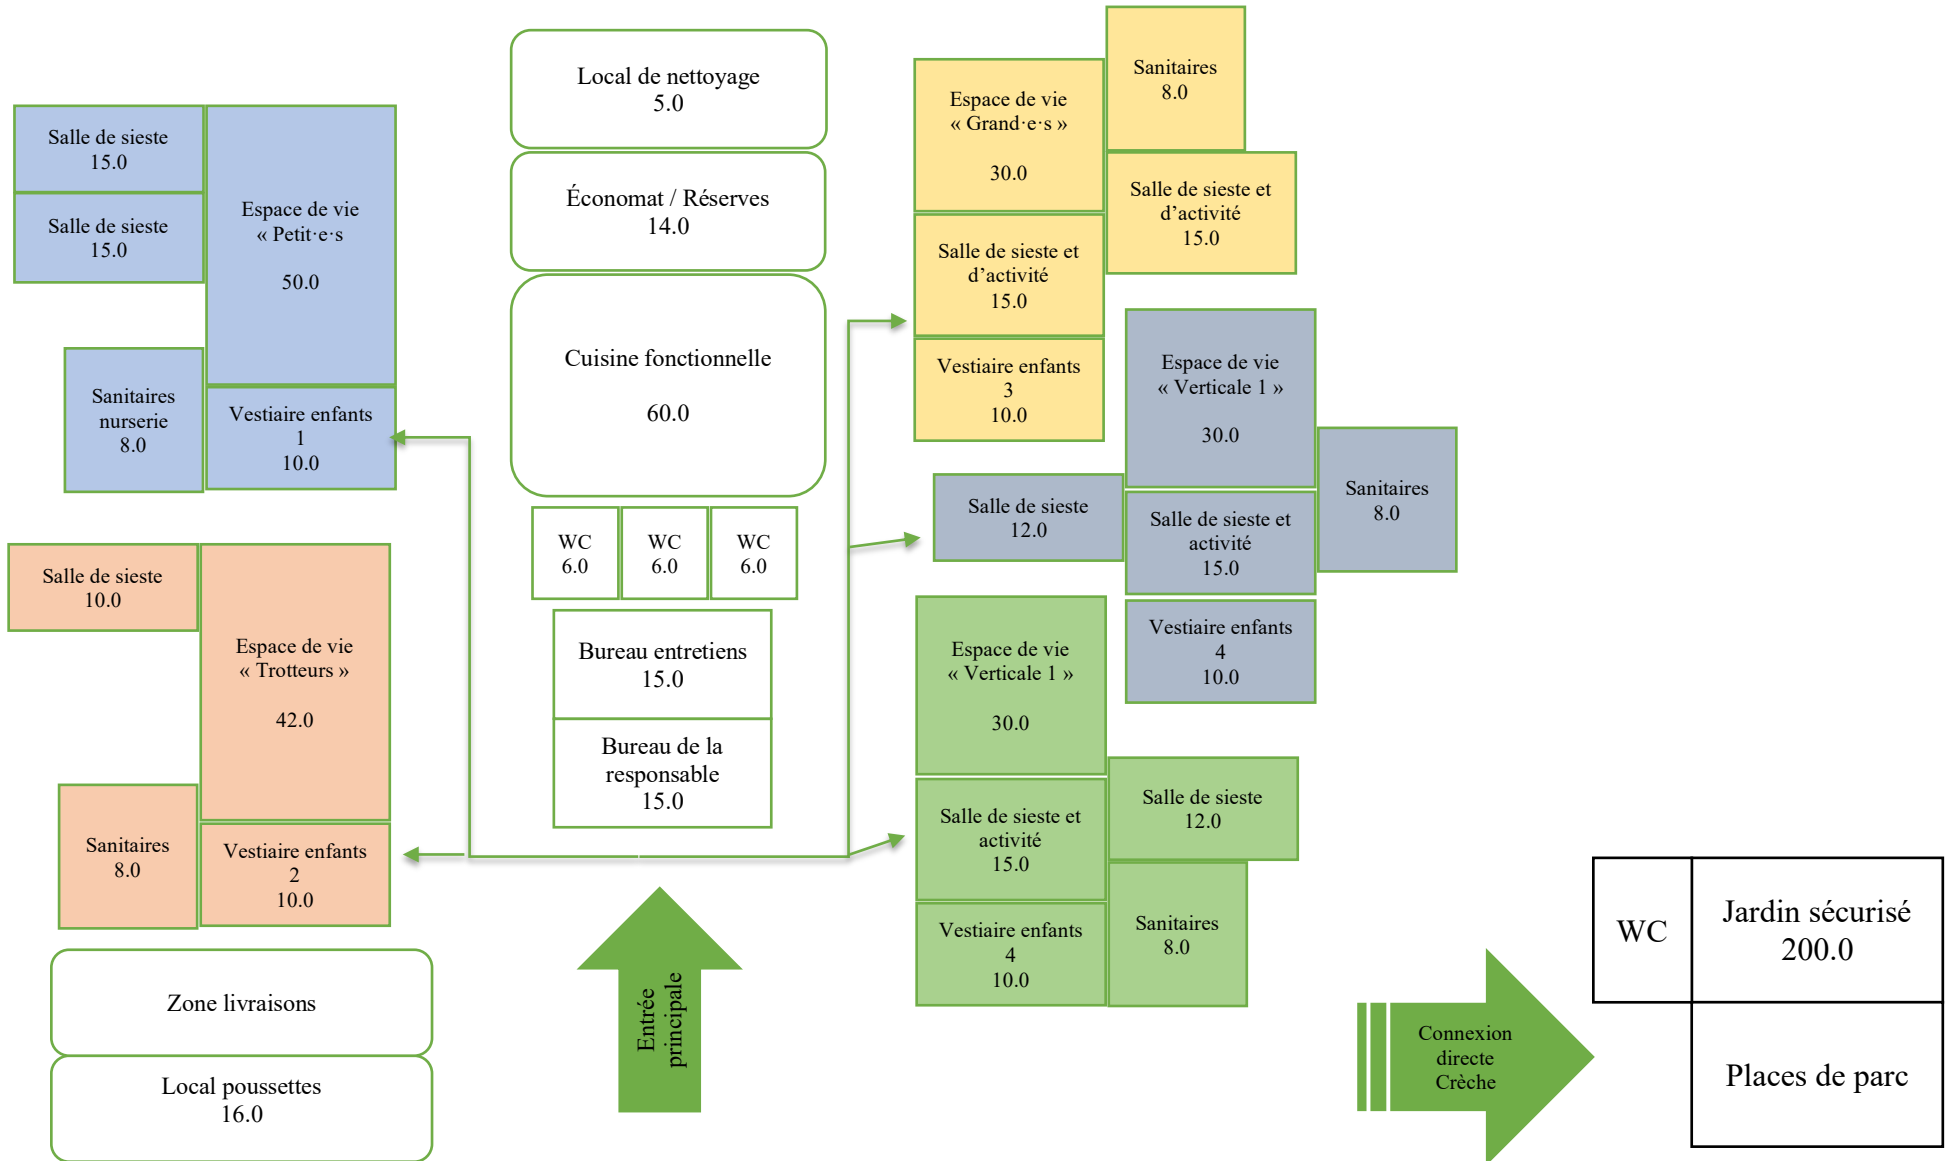 Salle de sieste
15.0
Salle de sieste
15.0
Espace de vie
« Petit·e·s
50.0
Sanitaires
nurserie
8.0
Vestiaire enfants
1
10.0
Salle de sieste
10.0
Espace de vie
« Trotteurs »
42.0
Sanitaires
8.0
Vestiaire enfants
2
10.0
Zone livraisons
Local poussettes
16.0
Local de nettoyage
5.0
Économat / Réserves
14.0
Cuisine fonctionnelle
60.0
WC
6.0
WC
6.0
WC
6.0
Bureau entretiens
15.0
Bureau de la
responsable
15.0
Entrée
principale
Espace de vie
« Grand·e·s »
30.0
Sanitaires
8.0
Salle de sieste et
d’activité
15.0
Salle de sieste et
d’activité
15.0
Vestiaire enfants
3
10.0
Espace de vie
« Verticale 1 »
30.0
Salle de sieste
12.0
Salle de sieste et
activité
15.0
Sanitaires
8.0
Vestiaire enfants
4
10.0
Espace de vie
« Verticale 1 »
30.0
Salle de sieste et
activité
15.0
Salle de sieste
12.0
Vestiaire enfants
4
10.0
Sanitaires
8.0
Connexion
directe
Crèche
WC
Jardin sécurisé
200.0
Places de parc